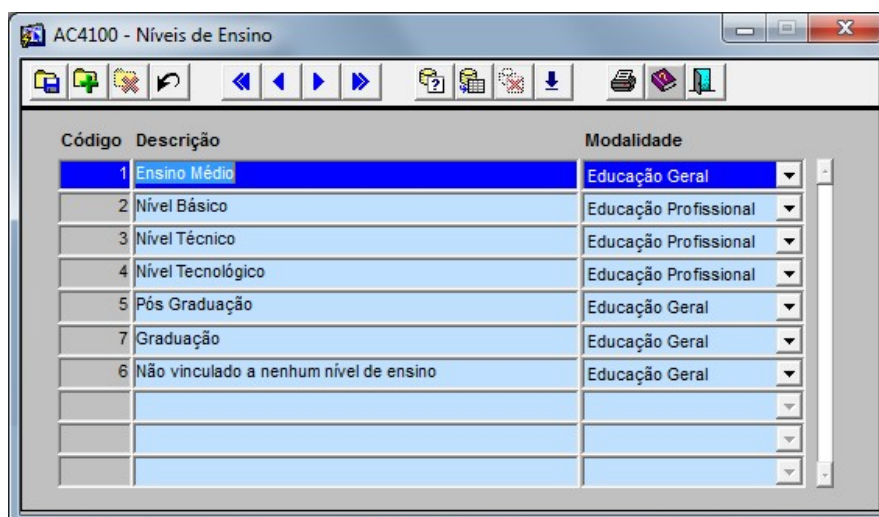 AC4100 - Níveis de Ensino
Código Descrição Modalidade
1 Ensino Médio Educação Geral
2 Nível Básico Educação Profissional
3 Nível Técnico Educação Profissional
4 Nível Tecnológico Educação Profissional
5 Pós Graduação Educação Geral
7 Graduação Educação Geral
6 Não vinculado a nenhum nível de ensino Educação Geral